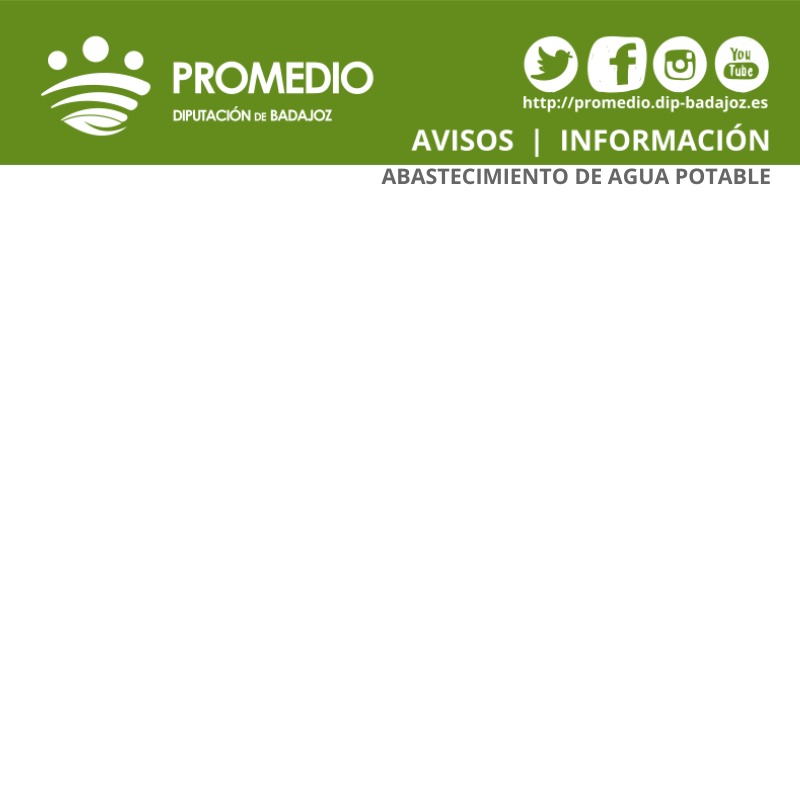 PROMEDIO
DIPUTACIÓN DE BADAJOZ
You
Tube
http://promedio.dip-badajoz.es
AVISOS | INFORMACIÓN
ABASTECIMIENTO DE AGUA POTABLE